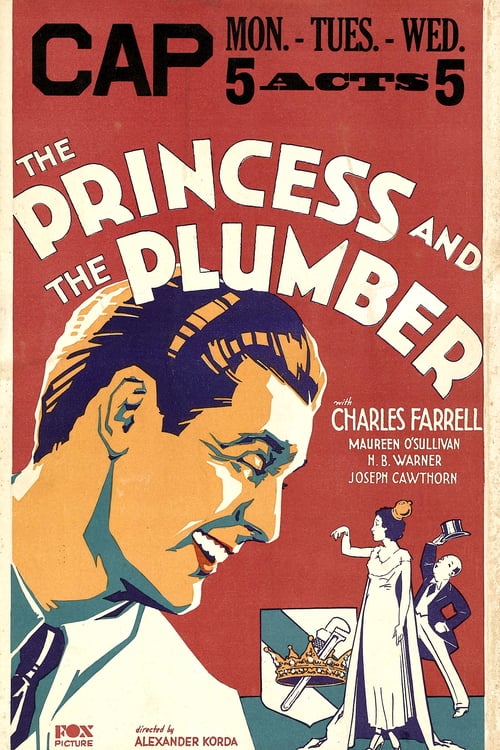 CAP
MON. - TUES. - WED.
5 ACTS 5
THE
PRINCESS AND
THE PLUMBER
with
CHARLES FARRELL
MAUREEN O'SULLIVAN
H. B. WARNER
JOSEPH CAWTHORN
FOX
PICTURE
directed by
ALEXANDER KORDA